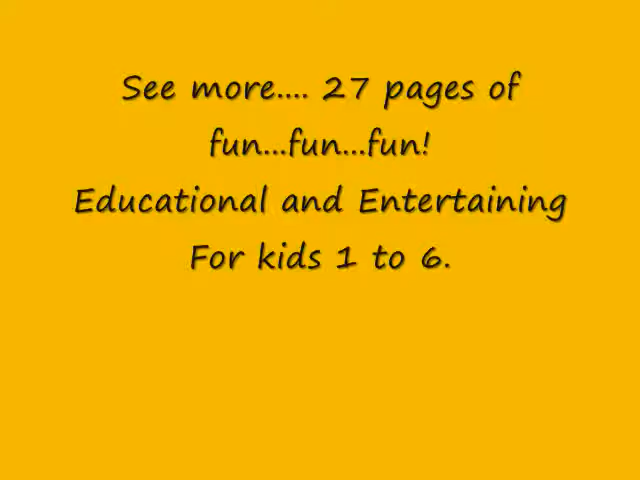 See more.... 27 pages of
fun...fun...fun!
Educational and Entertaining
For kids 1 to 6.